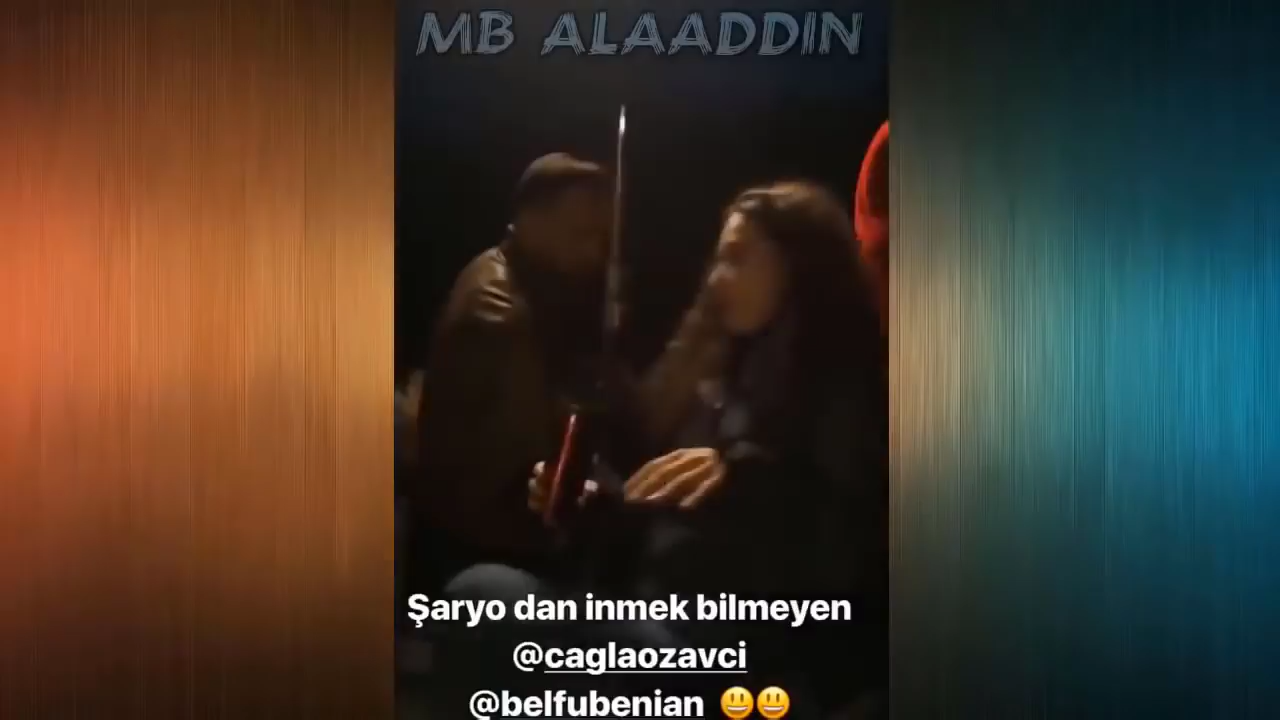 MB ALAADDIN
Şaryo dan inmek bilmeyen
@caglaozavci
@belfubenian 😃😃